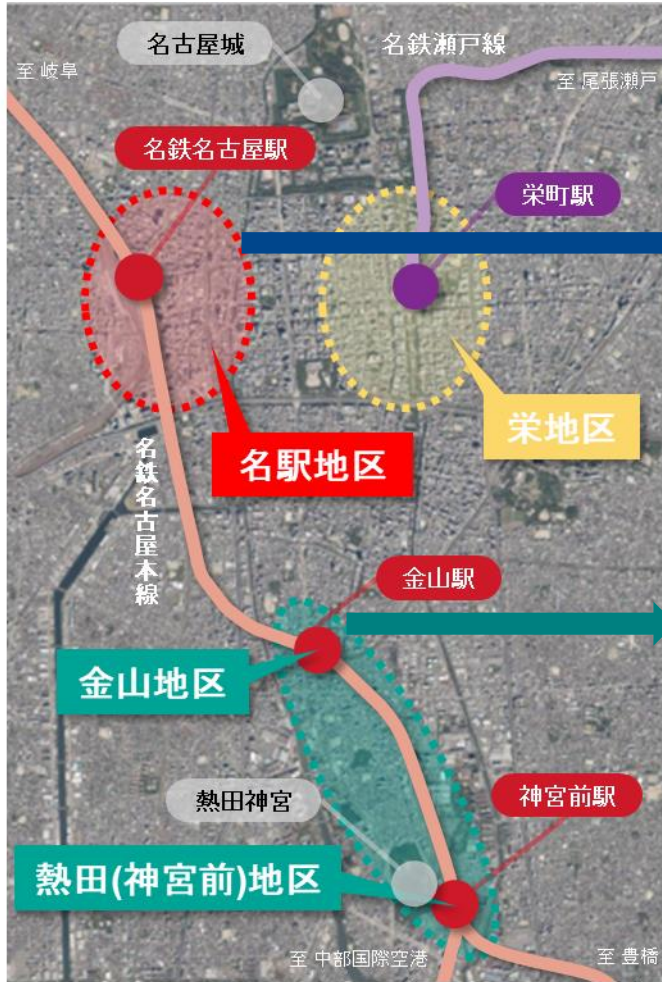 名古屋城
名鉄瀬戸線
至 岐阜
至 尾張瀬戸
名鉄名古屋駅
栄町駅
栄地区
名駅地区
名鉄名古屋本線
金山駅
金山地区
熱田神宮
神宮前駅
熱田(神宮前)地区
至 中部国際空港
至 豊橋